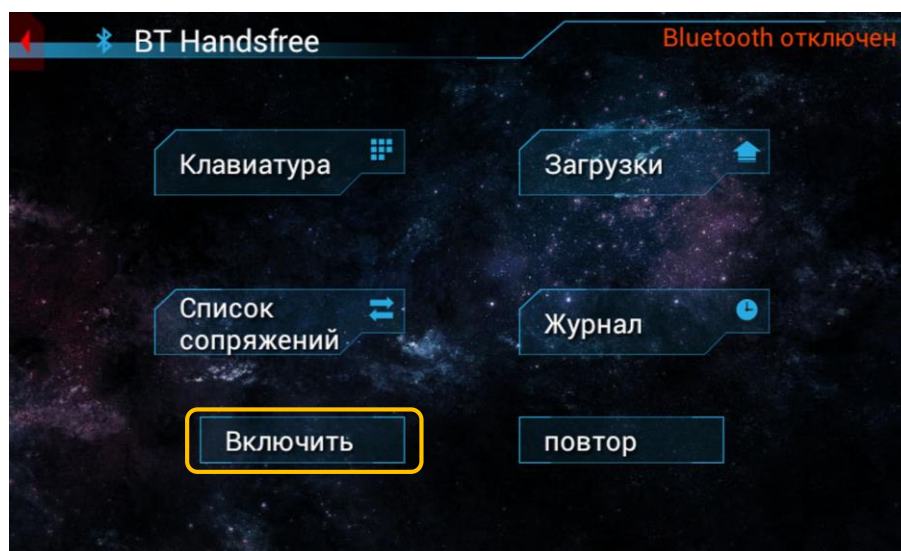 BT Handsfree
Bluetooth отключен
Клавиатура
Загрузки
Список
сопряжений
Журнал
Включить
повтор